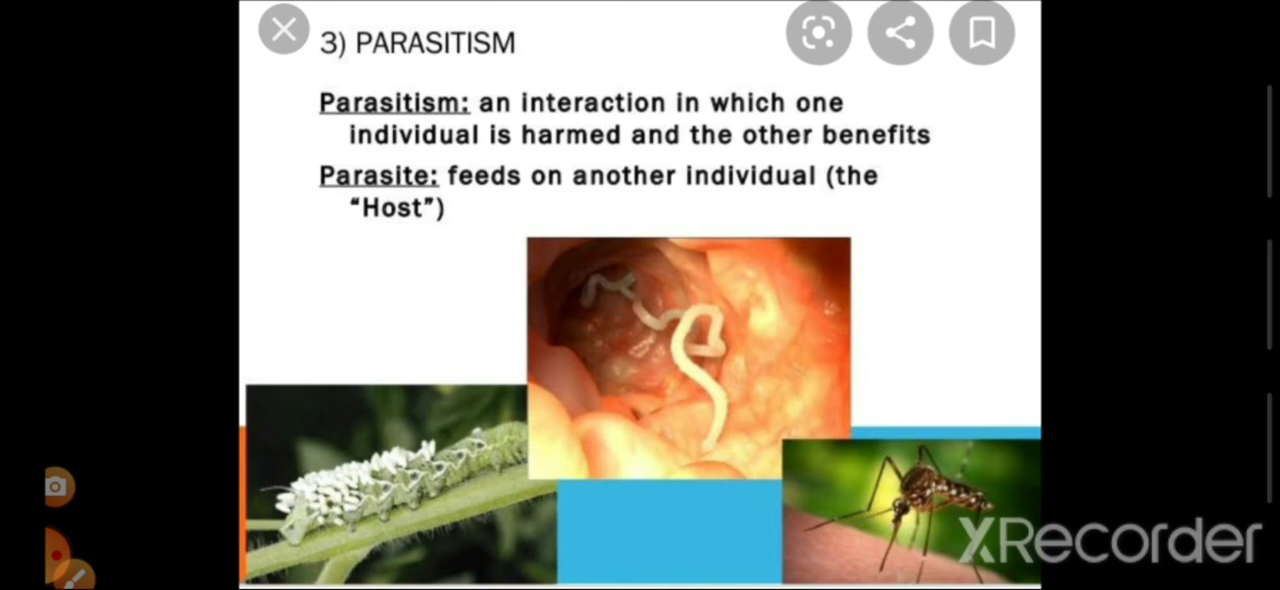 3) PARASITISM
Parasitism: an interaction in which one
individual is harmed and the other benefits
Parasite: feeds on another individual (the
“Host”)
XRecorder